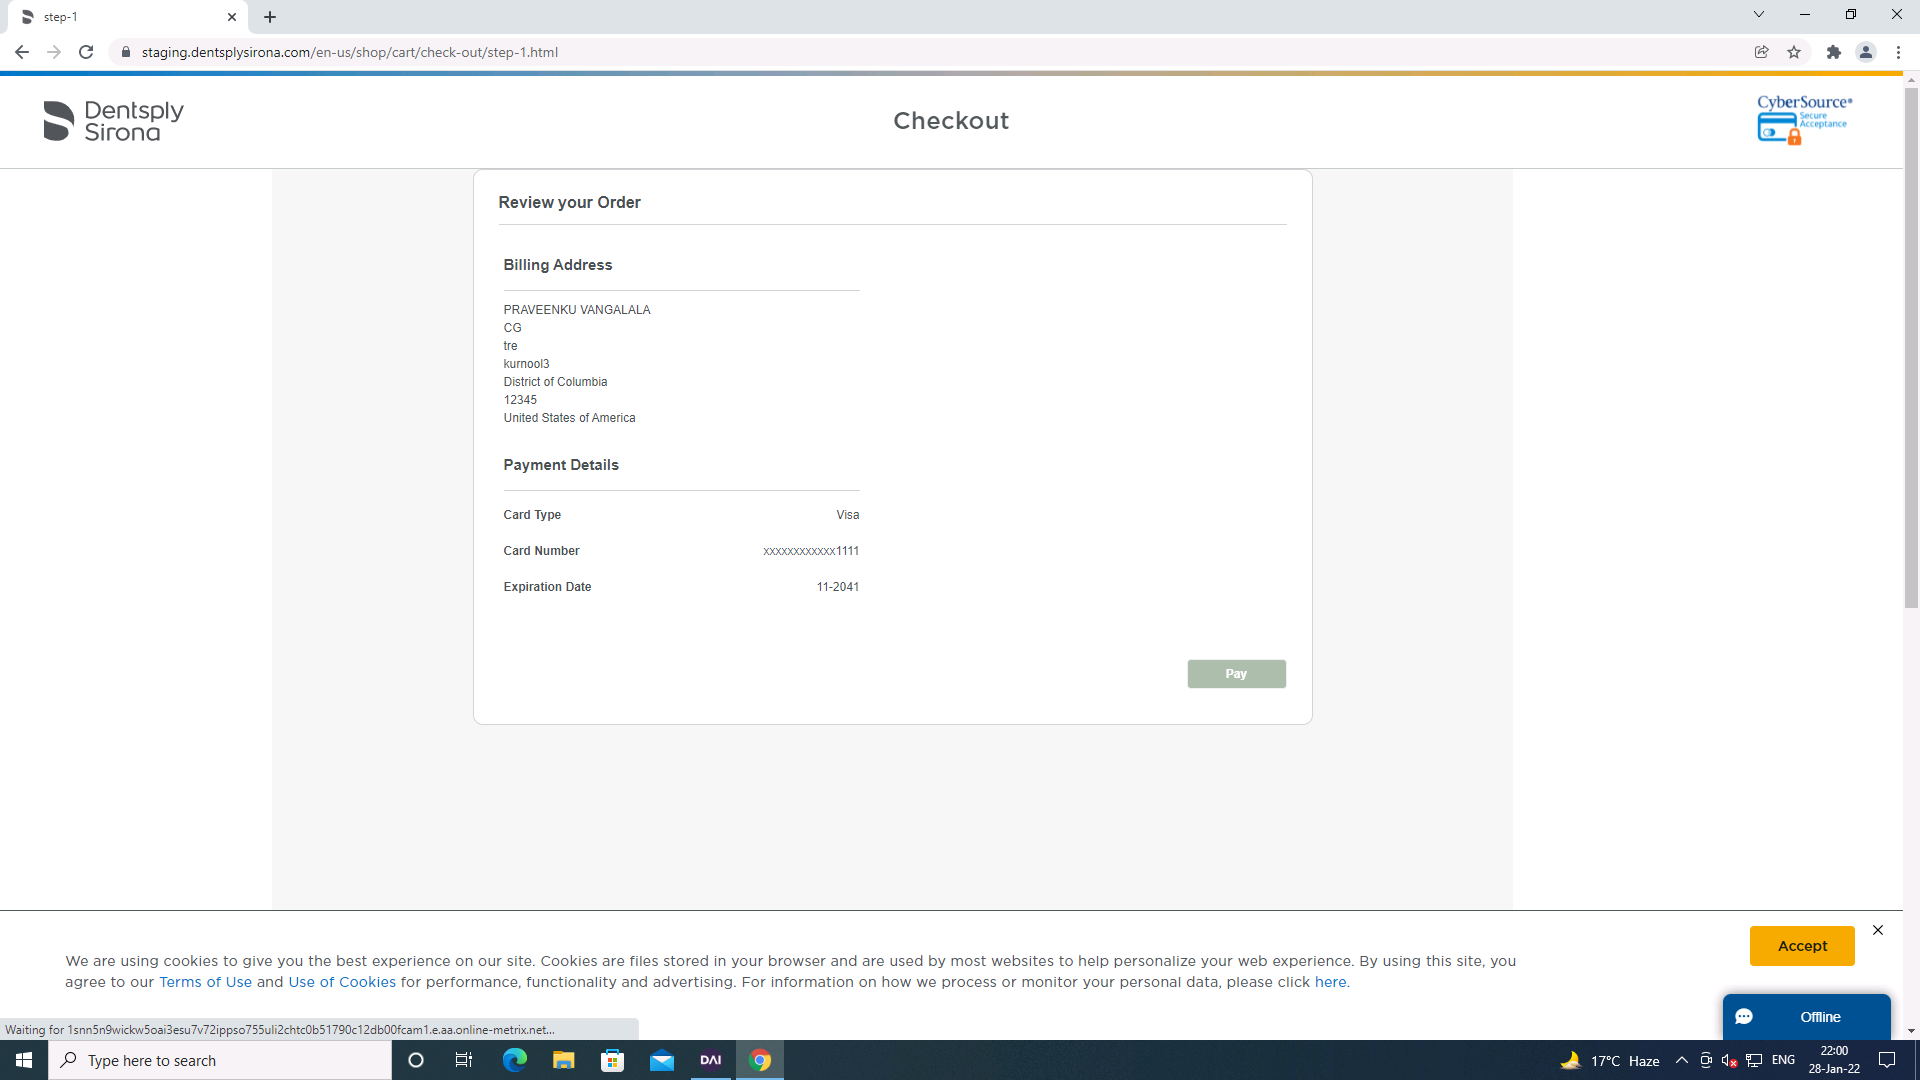 step-1
staging.dentsplysirona.com/en-us/shop/cart/check-out/step-1.html
Dentsply
Sirona
Checkout
CyberSource®
Secure
Acceptance
Review your Order
Billing Address
PRAVEENKU VANGALALA
CG
tre
kurnool3
District of Columbia
12345
United States of America
Payment Details
Card Type Visa
Card Number xxxxxxxxxxxx1111
Expiration Date 11-2041
Pay
We are using cookies to give you the best experience on our site. Cookies are files stored in your browser and are used by most websites to help personalize your web experience. By using this site, you
agree to our Terms of Use and Use of Cookies for performance, functionality and advertising. For information on how we process or monitor your personal data, please click here.
Accept
Offline
Waiting for 1snn5n9wickw5oai3esu7v72ippso755uli2chtc0b51790c12db00fcam1.e.aa.online-metrix.net...
Type here to search
DAI
17°C Haze
ENG
22:00
28-Jan-22